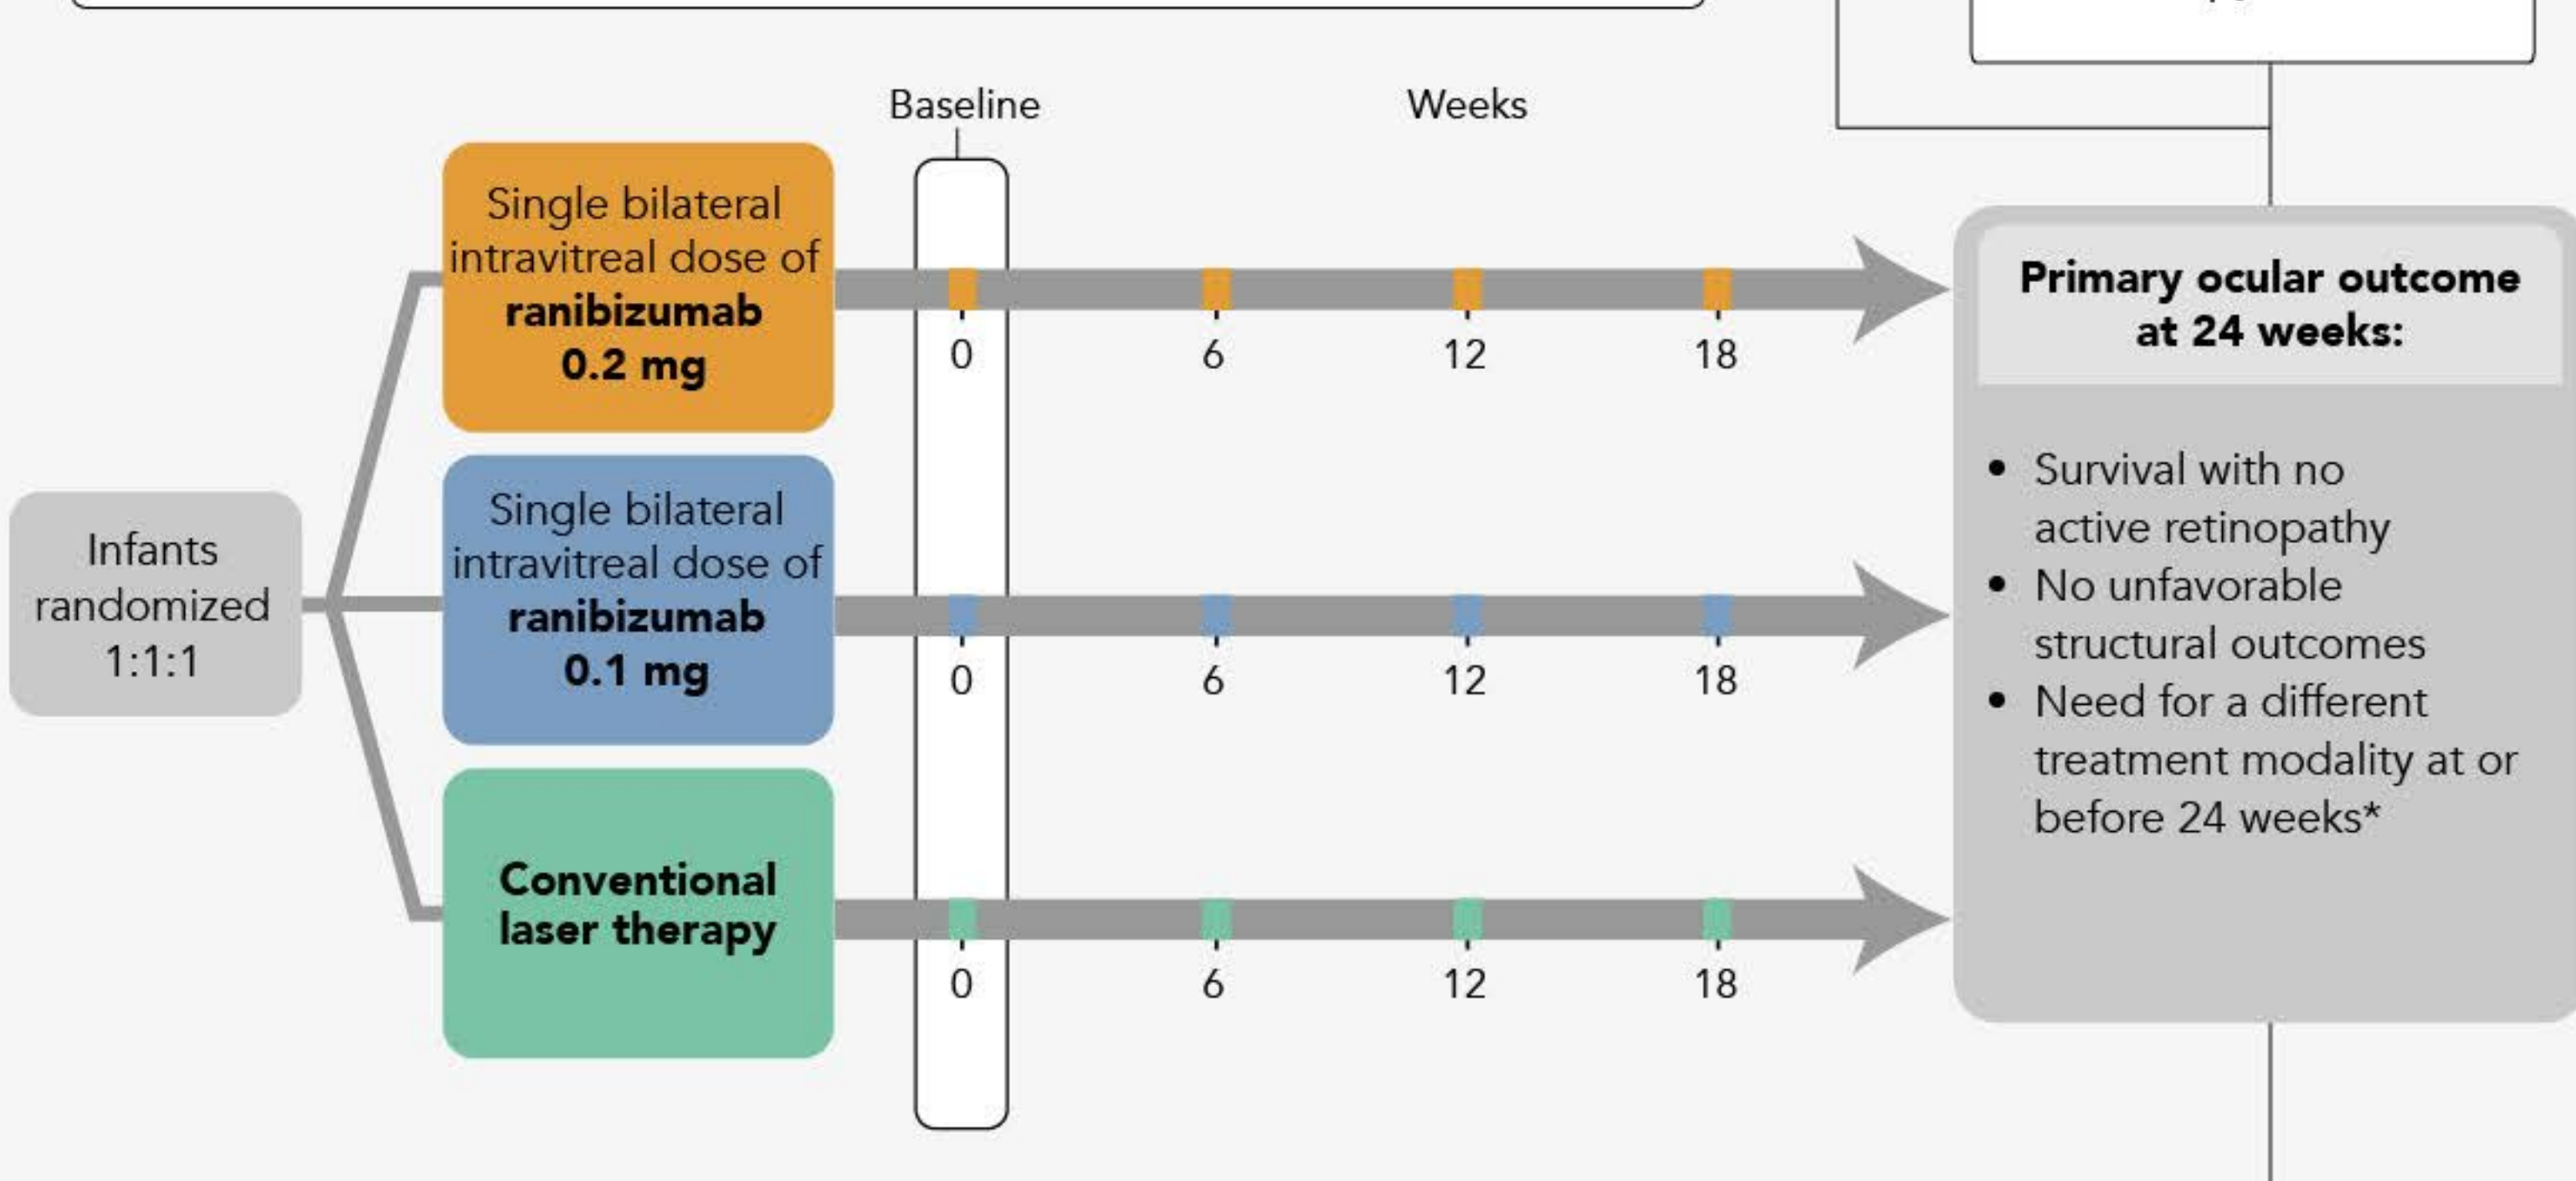 Baseline
Weeks
Infants
randomized
1:1:1
Single bilateral
intravitreal dose of
ranibizumab
0.2 mg
0
6
12
18
Single bilateral
intravitreal dose of
ranibizumab
0.1 mg
0
6
12
18
Conventional
laser therapy
0
6
12
18
Primary ocular outcome
at 24 weeks:
• Survival with no
active retinopathy
• No unfavorable
structural outcomes
• Need for a different
treatment modality at or
before 24 weeks*